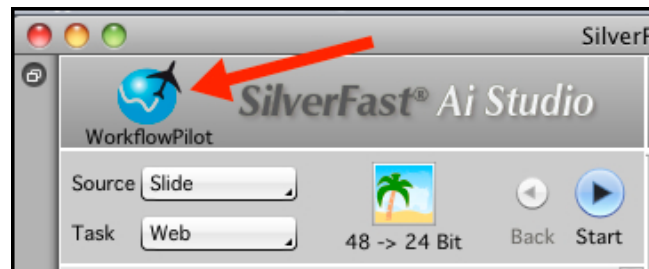 SilverF
SilverFast® Ai Studio
WorkflowPilot
Source Slide
Task Web
48 -> 24 Bit
Back Start